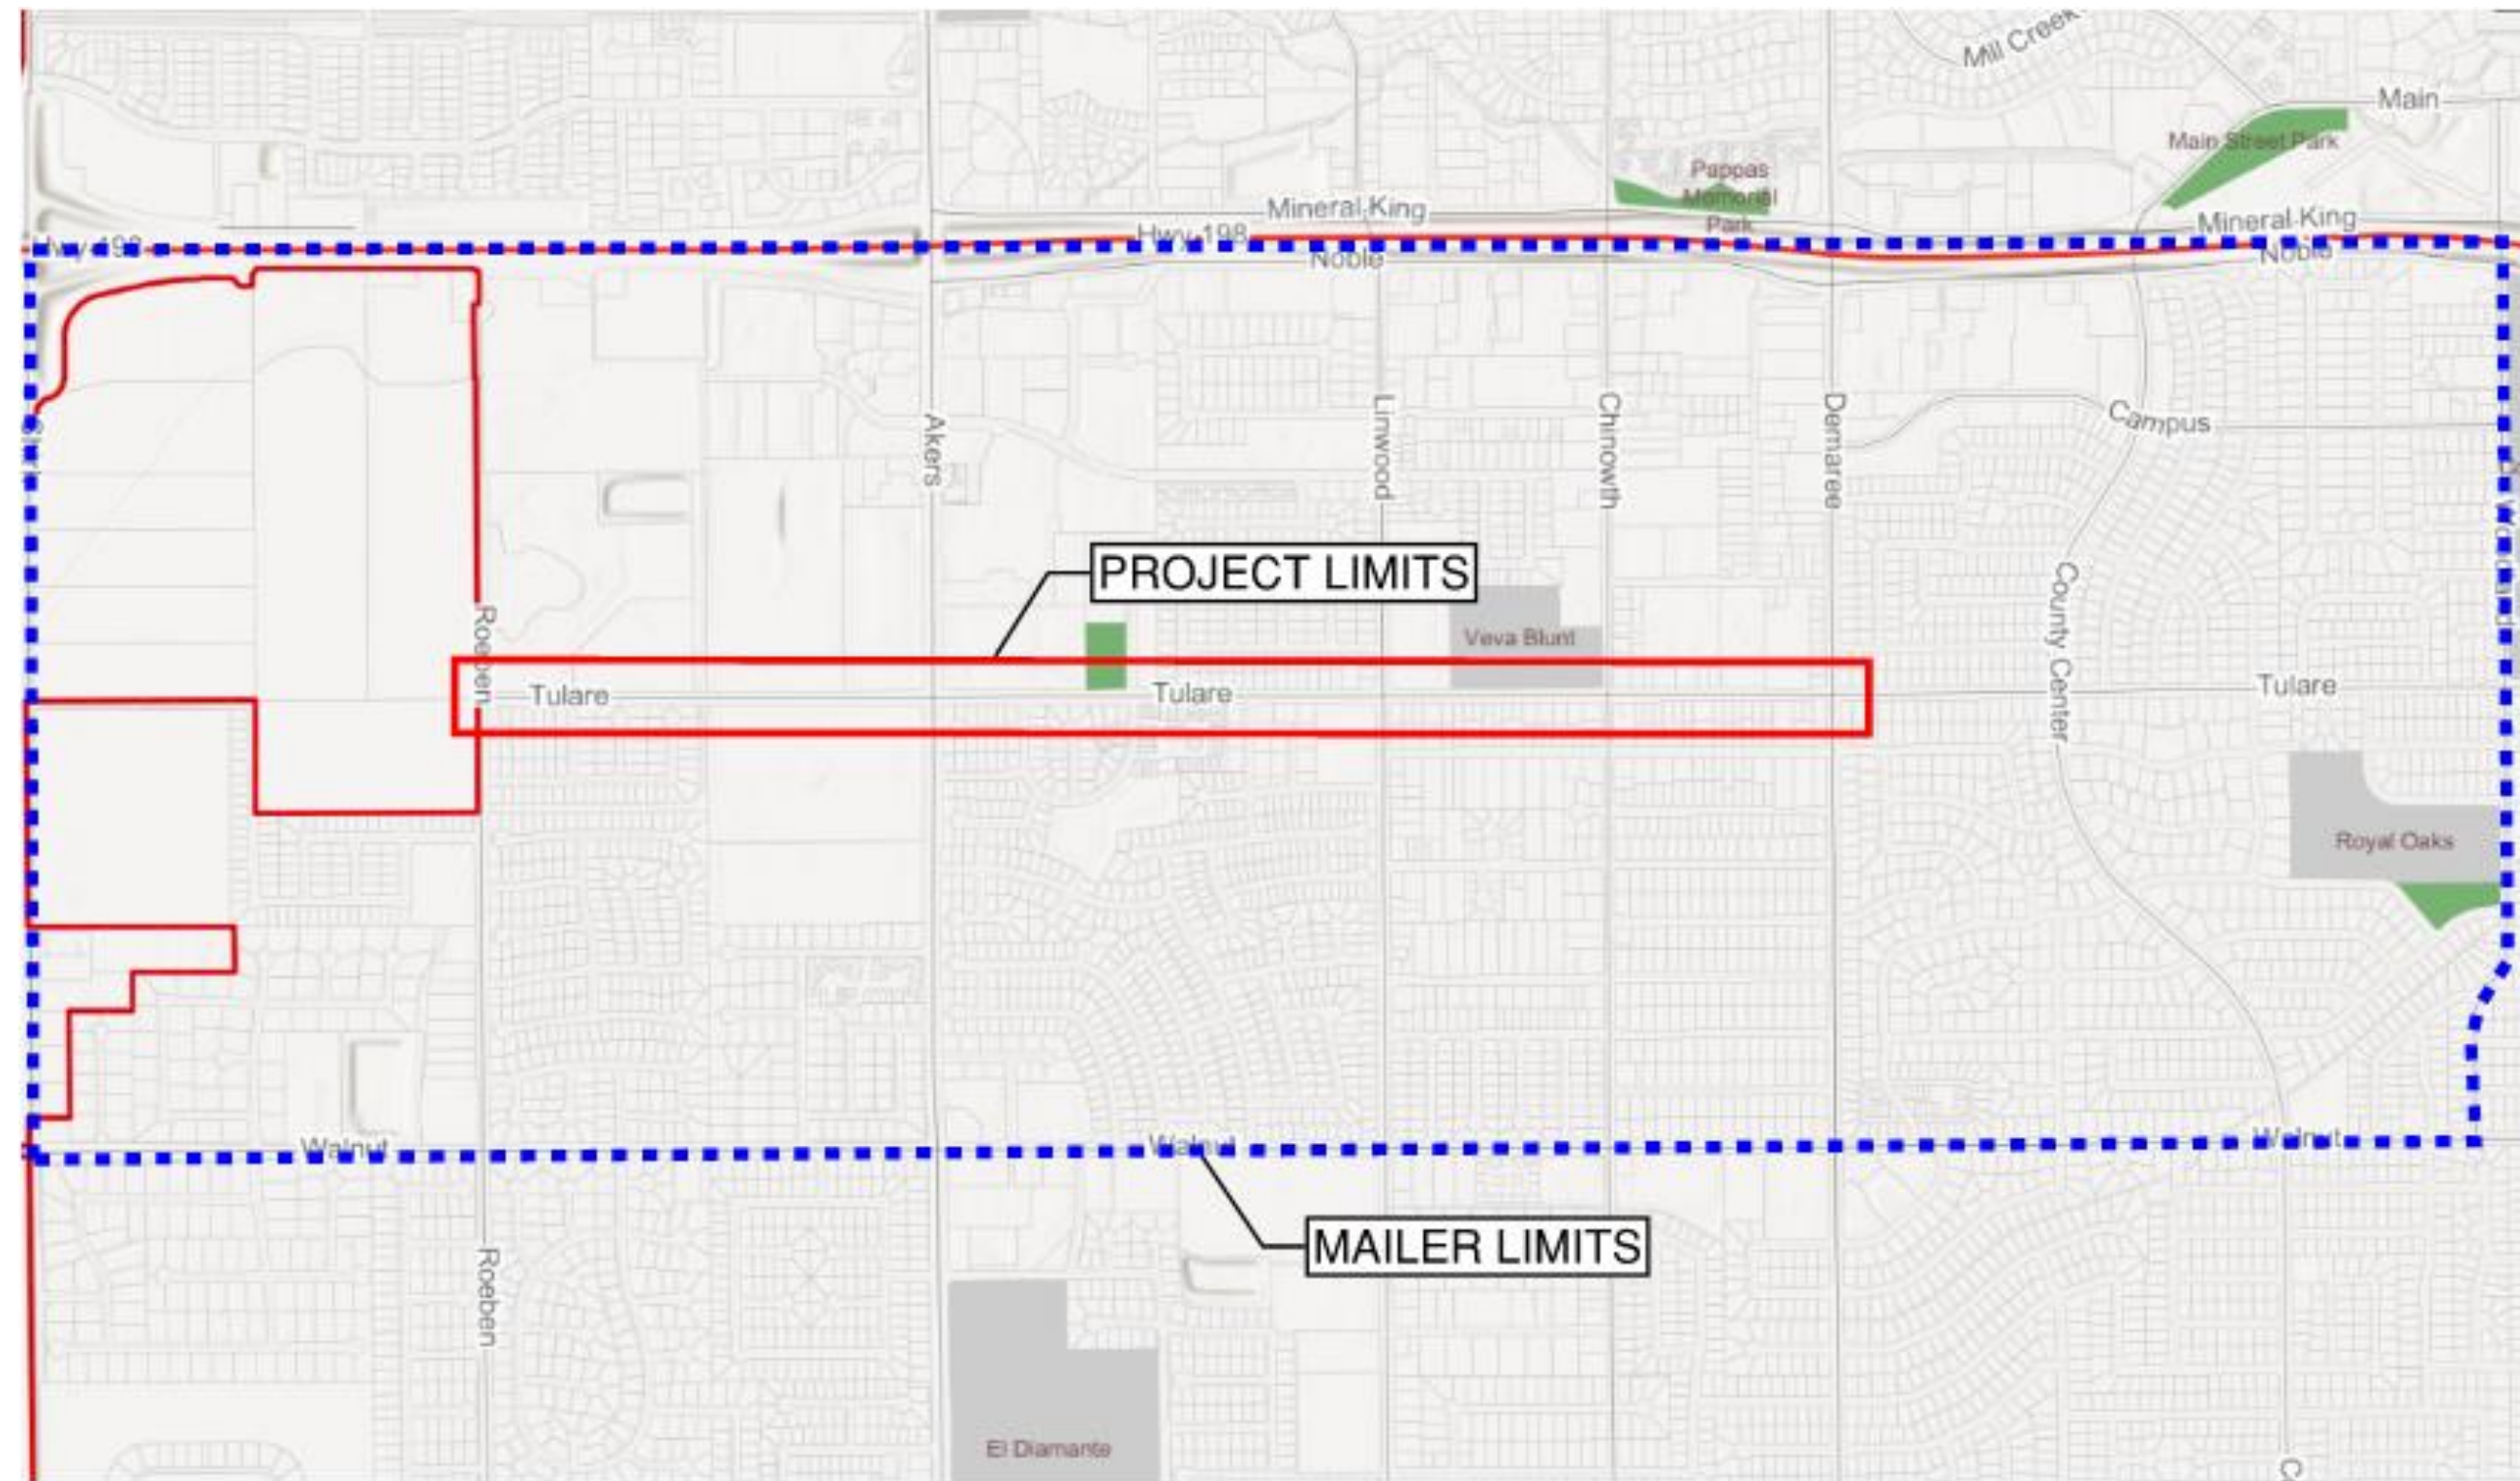 Mill Creek
Main
Main Street Park
Pappas
Memorial
Park
Mineral King
Mineral King
Hwy 198
Hwy 198
Noble
Noble
Campus
Akers
Linwood
Chinowth
Demaree
PROJECT LIMITS
County Center
Roeben
Veva Blunt
Tulare
Tulare
Tulare
Royal Oaks
Walnut
Walnut
Walnut
MAILER LIMITS
Roeben
El Diamante
C